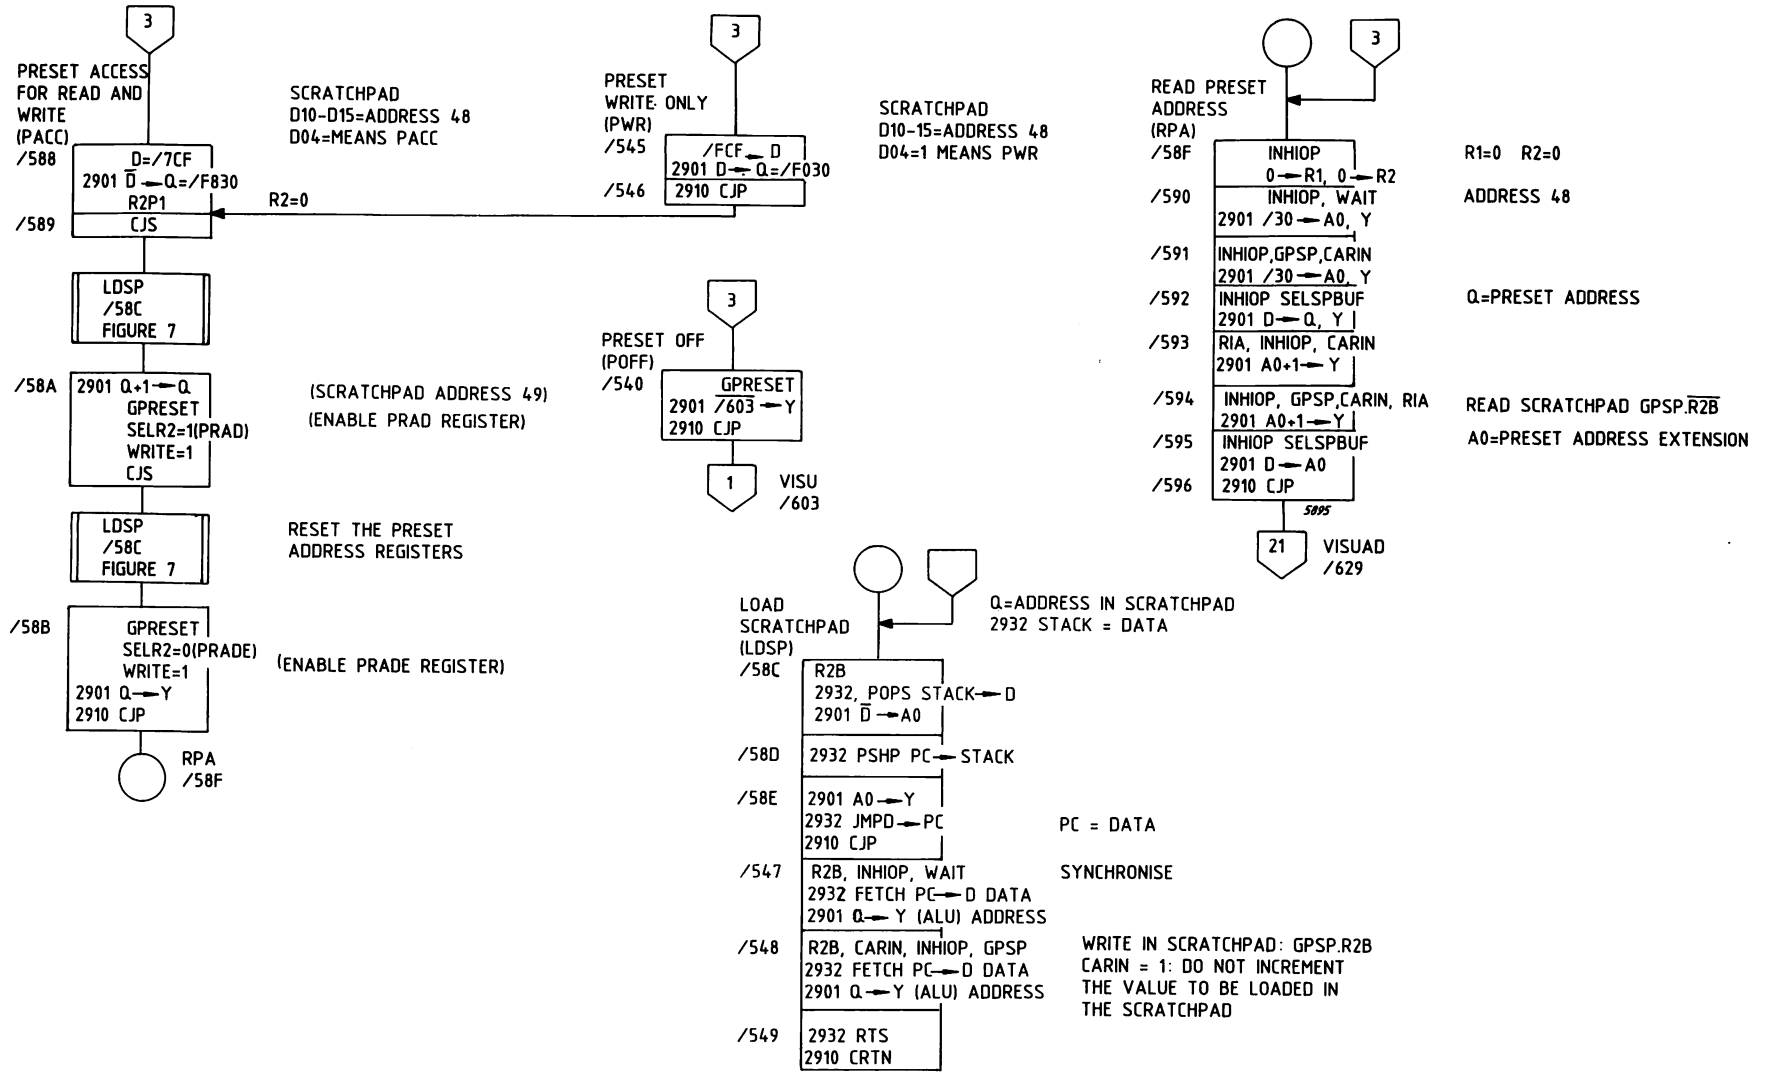 3
PRESET ACCESS
FOR READ AND
WRITE
(PACC)
/588
D=/7CF
2901 D̅ → Q=/F830
R2P1
/589
CJS
SCRATCHPAD
D10-D15=ADDRESS 48
D04=MEANS PACC
R2=0
LDSP
/58C
FIGURE 7
/58A
2901 Q+1→Q
GPRESET
SELR2=1(PRAD)
WRITE=1
CJS
(SCRATCHPAD ADDRESS 49)
(ENABLE PRAD REGISTER)
LDSP
/58C
FIGURE 7
RESET THE PRESET
ADDRESS REGISTERS
/58B
GPRESET
SELR2=0(PRADE)
WRITE=1
2901 Q→Y
2910 CJP
(ENABLE PRADE REGISTER)
RPA
/58F
3
PRESET
WRITE ONLY
(PWR)
/545
/FCF → D
2901 D→ Q=/F030
/546
2910 CJP
SCRATCHPAD
D10-15=ADDRESS 48
D04=1 MEANS PWR
3
PRESET OFF
(POFF)
/540
GPRESET
2901 /6̅0̅3̅ → Y
2910 CJP
1
VISU
/603
LOAD
SCRATCHPAD
(LDSP)
Q=ADDRESS IN SCRATCHPAD
2932 STACK = DATA
/58C
R2B
2932, POPS STACK→ D
2901 D̅ → A0
/58D
2932 PSHP PC→ STACK
/58E
2901 A0→Y
2932 JMPD→ PC
2910 CJP
PC = DATA
/547
R2B, INHIOP, WAIT
2932 FETCH PC→ D DATA
2901 Q→ Y (ALU) ADDRESS
SYNCHRONISE
/548
R2B, CARIN, INHIOP, GPSP
2932 FETCH PC→D DATA
2901 Q→Y (ALU) ADDRESS
WRITE IN SCRATCHPAD: GPSP.R2B
CARIN = 1: DO NOT INCREMENT
THE VALUE TO BE LOADED IN
THE SCRATCHPAD
/549
2932 RTS
2910 CRTN
3
READ PRESET
ADDRESS
(RPA)
/58F
INHIOP
0→R1, 0→R2
R1=0 R2=0
/590
INHIOP, WAIT
2901 /30→A0, Y
ADDRESS 48
/591
INHIOP,GPSP,CARIN
2901 /30→A0, Y
/592
INHIOP SELSPBUF
2901 D→ Q, Y
Q=PRESET ADDRESS
/593
RIA, INHIOP, CARIN
2901 A0+1→ Y
/594
INHIOP, GPSP,CARIN, RIA
2901 A0+1→Y
READ SCRATCHPAD GPSP.R̅2̅B̅
/595
INHIOP SELSPBUF
2901 D→A0
A0=PRESET ADDRESS EXTENSION
/596
2910 CJP
5895
21
VISUAD
/629